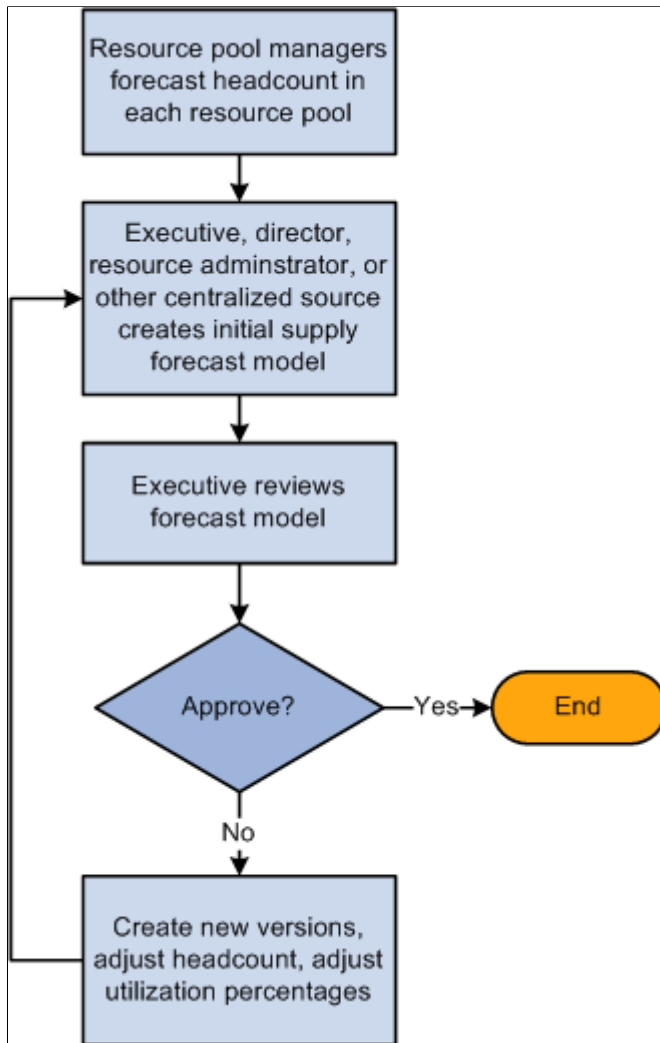 Resource pool managers
forecast headcount in
each resource pool
Executive, director,
resource adminstrator, or
other centralized source
creates initial supply
forecast model
Executive reviews
forecast model
Approve?
Yes
End
No
Create new versions,
adjust headcount, adjust
utilization percentages